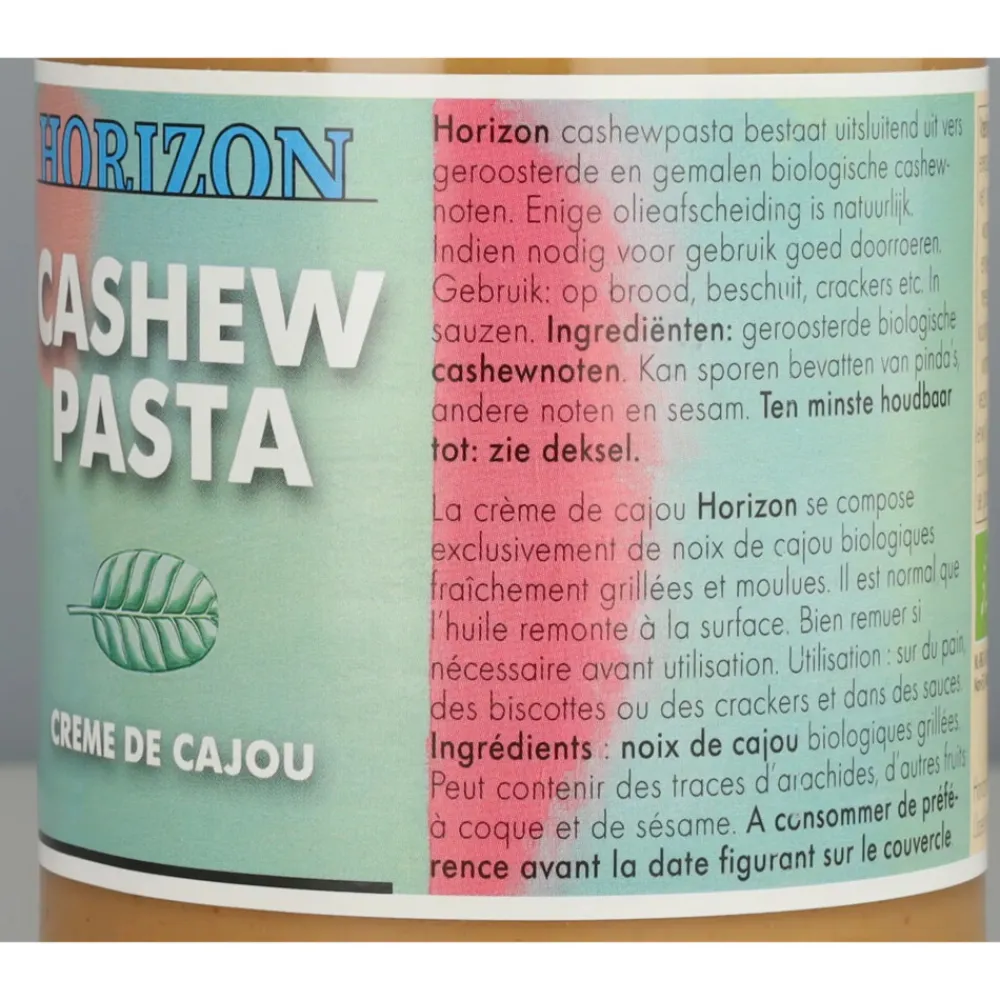 HORIZON
CASHEW
PASTA
CREME DE CAJOU
Horizon cashewpasta bestaat uitsluitend uit vers
geroosterde en gemalen biologische cashew-
noten. Enige olieafscheiding is natuurlijk.
Indien nodig voor gebruik goed doorroeren.
Gebruik: op brood, beschuit, crackers etc. In
sauzen. Ingrediënten: geroosterde biologische
cashewnoten. Kan sporen bevatten van pinda's,
andere noten en sesam. Ten minste houdbaar
tot: zie deksel.
La crème de cajou Horizon se compose
exclusivement de noix de cajou biologiques
fraîchement grillées et moulues. Il est normal que
l'huile remonte à la surface. Bien remuer si
nécessaire avant utilisation. Utilisation : sur du pain,
des biscottes ou des crackers et dans des sauces.
Ingrédients : noix de cajou biologiques grillées.
Peut contenir des traces d'arachides, d'autres fruits
à coque et de sésame. A consommer de préfé-
rence avant la date figurant sur le couvercle